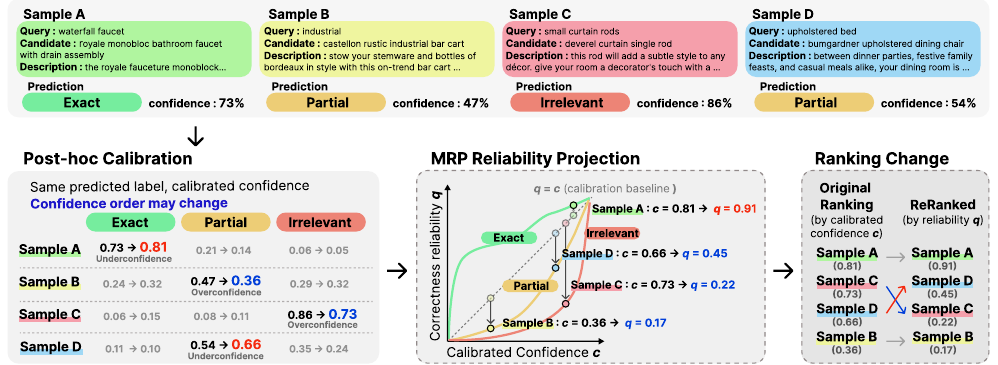 Sample A
Query : waterfall faucet
Candidate : royale monobloc bathroom faucet
with drain assembly
Description : the royale fauceture monoblock...
Prediction
Exact
confidence : 73%
Sample B
Query : industrial
Candidate : castellon rustic industrial bar cart
Description : stow your stemware and bottles of
bordeaux in style with this on-trend bar cart ...
Prediction
Partial
confidence : 47%
Sample C
Query : small curtain rods
Candidate : deverel curtain single rod
Description : this rod will add a subtle style to any
décor. give your room a decorator's touch with a ...
Prediction
Irrelevant
confidence : 86%
Sample D
Query : upholstered bed
Candidate : bumgardner upholstered dining chair
Description : between dinner parties, festive family
feasts, and casual meals alike, your dining room is ...
Prediction
Partial
confidence : 54%
Post-hoc Calibration
Same predicted label, calibrated confidence
Confidence order may change
Exact Partial Irrelevant
Sample A 0.73 → 0.81 0.21 → 0.14 0.06 → 0.05
Underconfidence
Sample B 0.24 → 0.32 0.47 → 0.36 0.29 → 0.32
Overconfidence
Sample C 0.06 → 0.15 0.08 → 0.11 0.86 → 0.73
Overconfidence
Sample D 0.11 → 0.10 0.54 → 0.66 0.35 → 0.24
Underconfidence
MRP Reliability Projection
Correctness reliability q
q = c (calibration baseline )
Sample A : c = 0.81 → q = 0.91
Exact
Irrelevant
Sample D : c = 0.66 → q = 0.45
Partial
Sample C : c = 0.73 → q = 0.22
Sample B : c = 0.36 → q = 0.17
Calibrated Confidence c
Ranking Change
Original
Ranking
(by calibrated
confidence c)
ReRanked
(by reliability q)
Sample A → Sample A
(0.81) (0.91)
Sample C Sample D
(0.73) (0.45)
Sample D Sample C
(0.66) (0.22)
Sample B → Sample B
(0.36) (0.17)